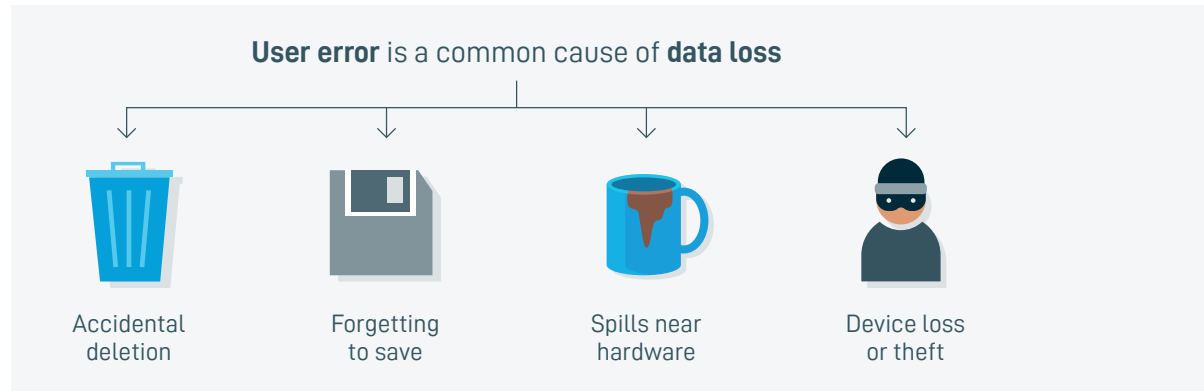 User error is a common cause of data loss
Accidental
deletion
Forgetting
to save
Spills near
hardware
Device loss
or theft